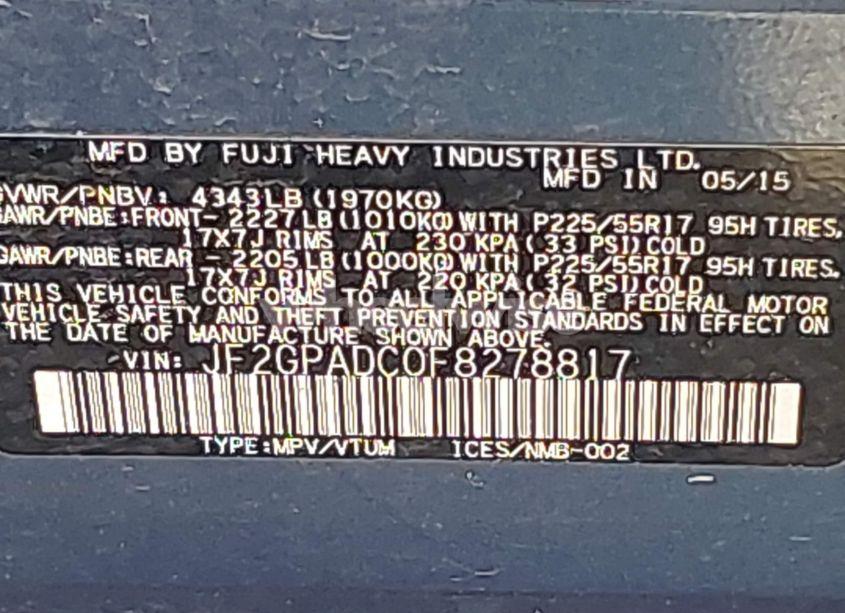 MFD BY FUJI HEAVY INDUSTRIES LTD.
MFD IN 05/15
GVWR/PNBV: 4343LB (1970KG)
GAWR/PNBE:FRONT- 2227LB (1010KG) WITH P225/55R17 95H TIRES,
17X7J RIMS AT 230 KPA( 33 PSI) COLD
GAWR/PNBE:REAR - 2205LB (1000KG) WITH P225/55R17 95H TIRES.
17X7J RIMS AT 220 KPA( 32 PSI) COLD
THIS VEHICLE CONFORMS TO ALL APPLICABLE FEDERAL MOTOR
VEHICLE SAFETY AND THEFT PREVENTION STANDARDS IN EFFECT ON
THE DATE OF MANUFACTURE SHOWN ABOVE.
VIN: JF2GPADC0F8278817
TYPE:MPV/VTUM ICES/NMB-002